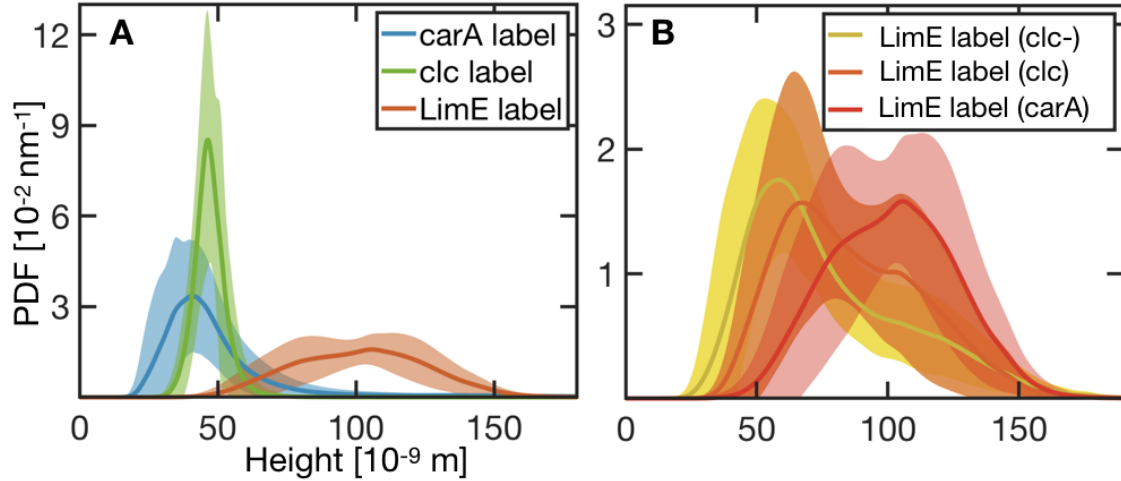 A
carA label
clc label
LimE label
12
9
6
3
0
50
100
150
PDF [10⁻² nm⁻¹]
Height [10⁻⁹ m]
B
LimE label (clc-)
LimE label (clc)
LimE label (carA)
3
2
1
0
50
100
150